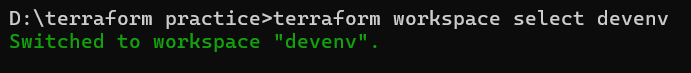 D:\terraform practice>terraform workspace select devenv
Switched to workspace "devenv".